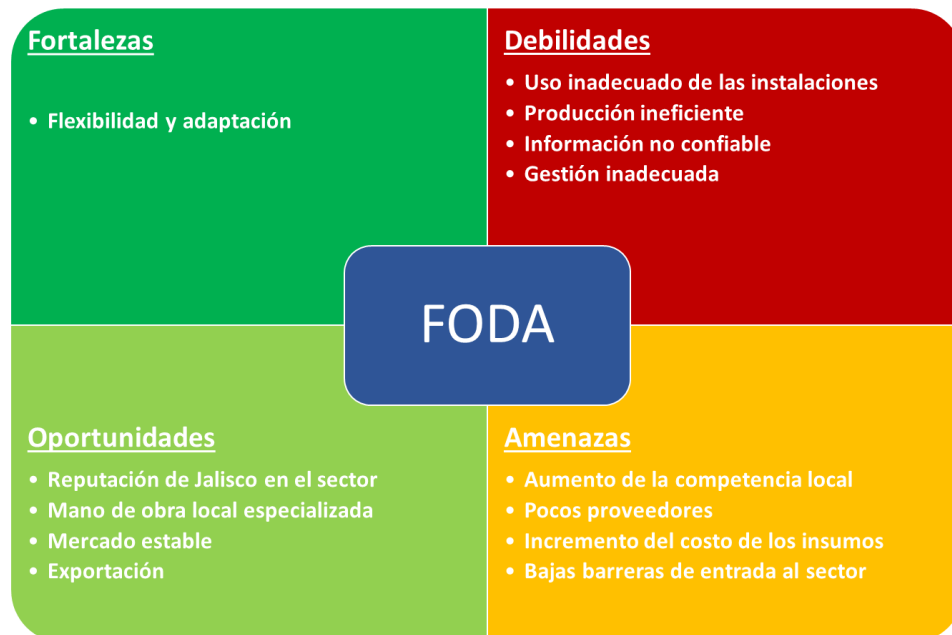 Fortalezas
• Flexibilidad y adaptación
Debilidades
• Uso inadecuado de las instalaciones
• Producción ineficiente
• Información no confiable
• Gestión inadecuada
FODA
Oportunidades
• Reputación de Jalisco en el sector
• Mano de obra local especializada
• Mercado estable
• Exportación
Amenazas
• Aumento de la competencia local
• Pocos proveedores
• Incremento del costo de los insumos
• Bajas barreras de entrada al sector